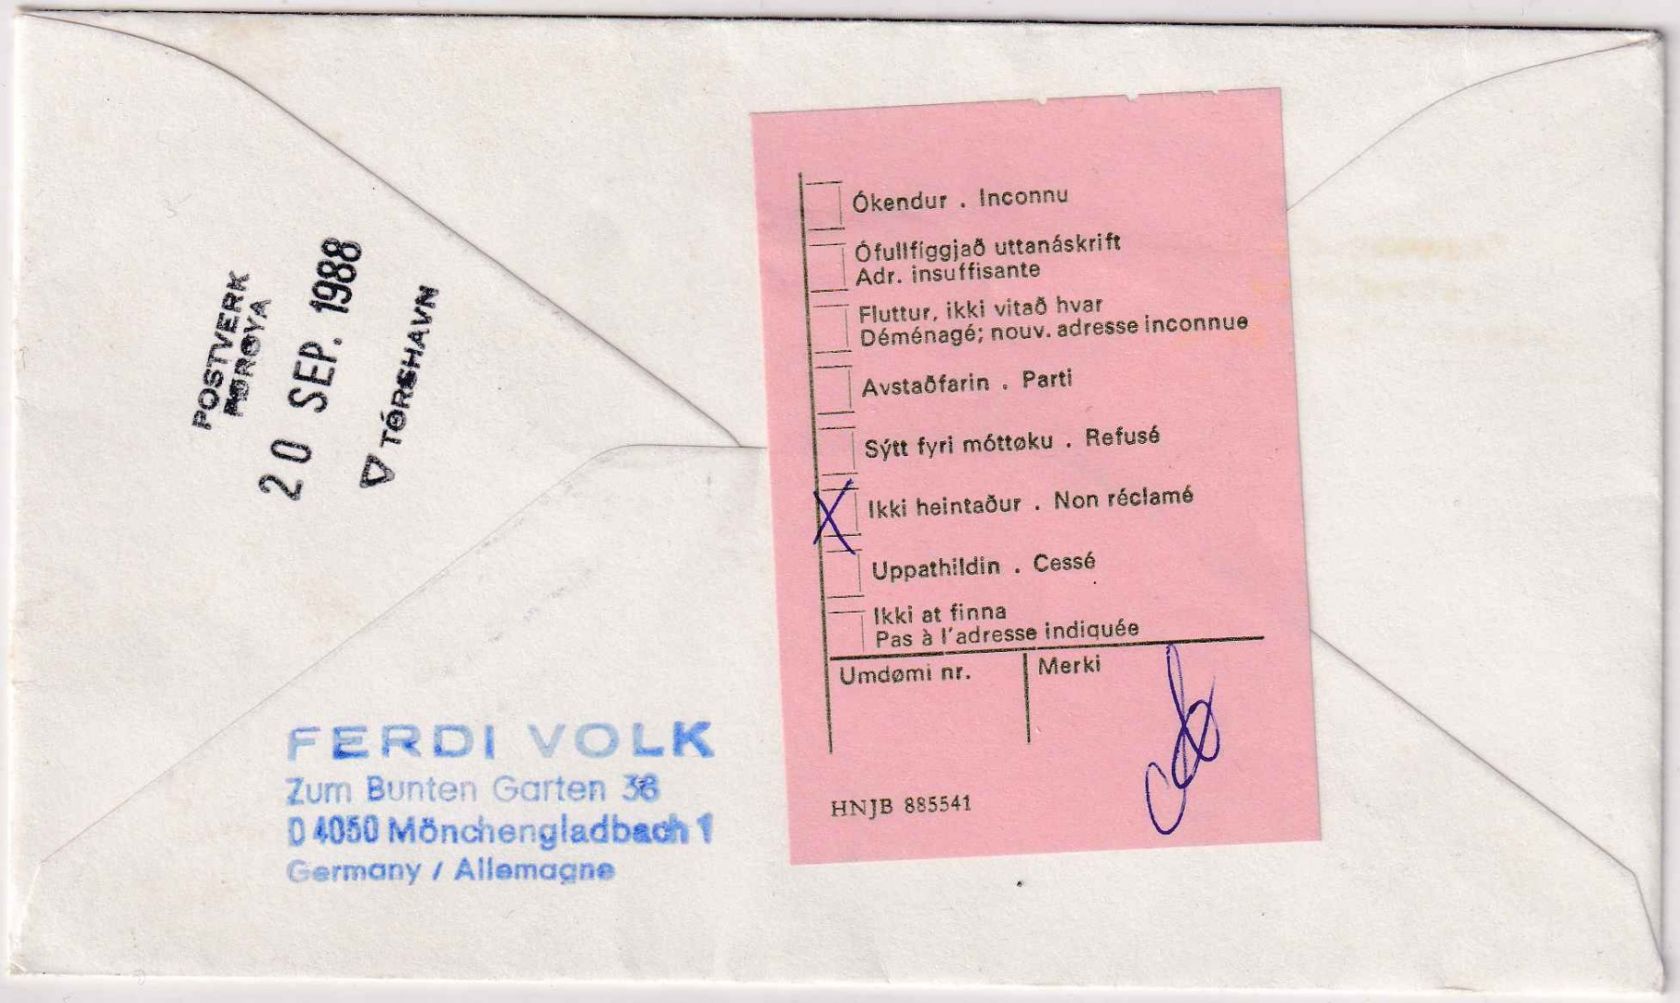 POSTVERK
FØROYA
20 SEP. 1988
TÓRSHAVN
Ókendur . Inconnu
Ófullfíggjað uttanáskrift
Adr. insuffisante
Fluttur, ikki vitað hvar
Déménagé; nouv. adresse inconnue
Avstaðfarin . Parti
Sýtt fyri móttøku . Refusé
X Ikki heintaður . Non réclamé
Uppathildin . Cessé
Ikki at finna
Pas à l'adresse indiquée
Umdømi nr.
Merki
HNJB 885541
FERDI VOLK
Zum Bunten Garten 38
D 4050 Mönchengladbach 1
Germany / Allemagne